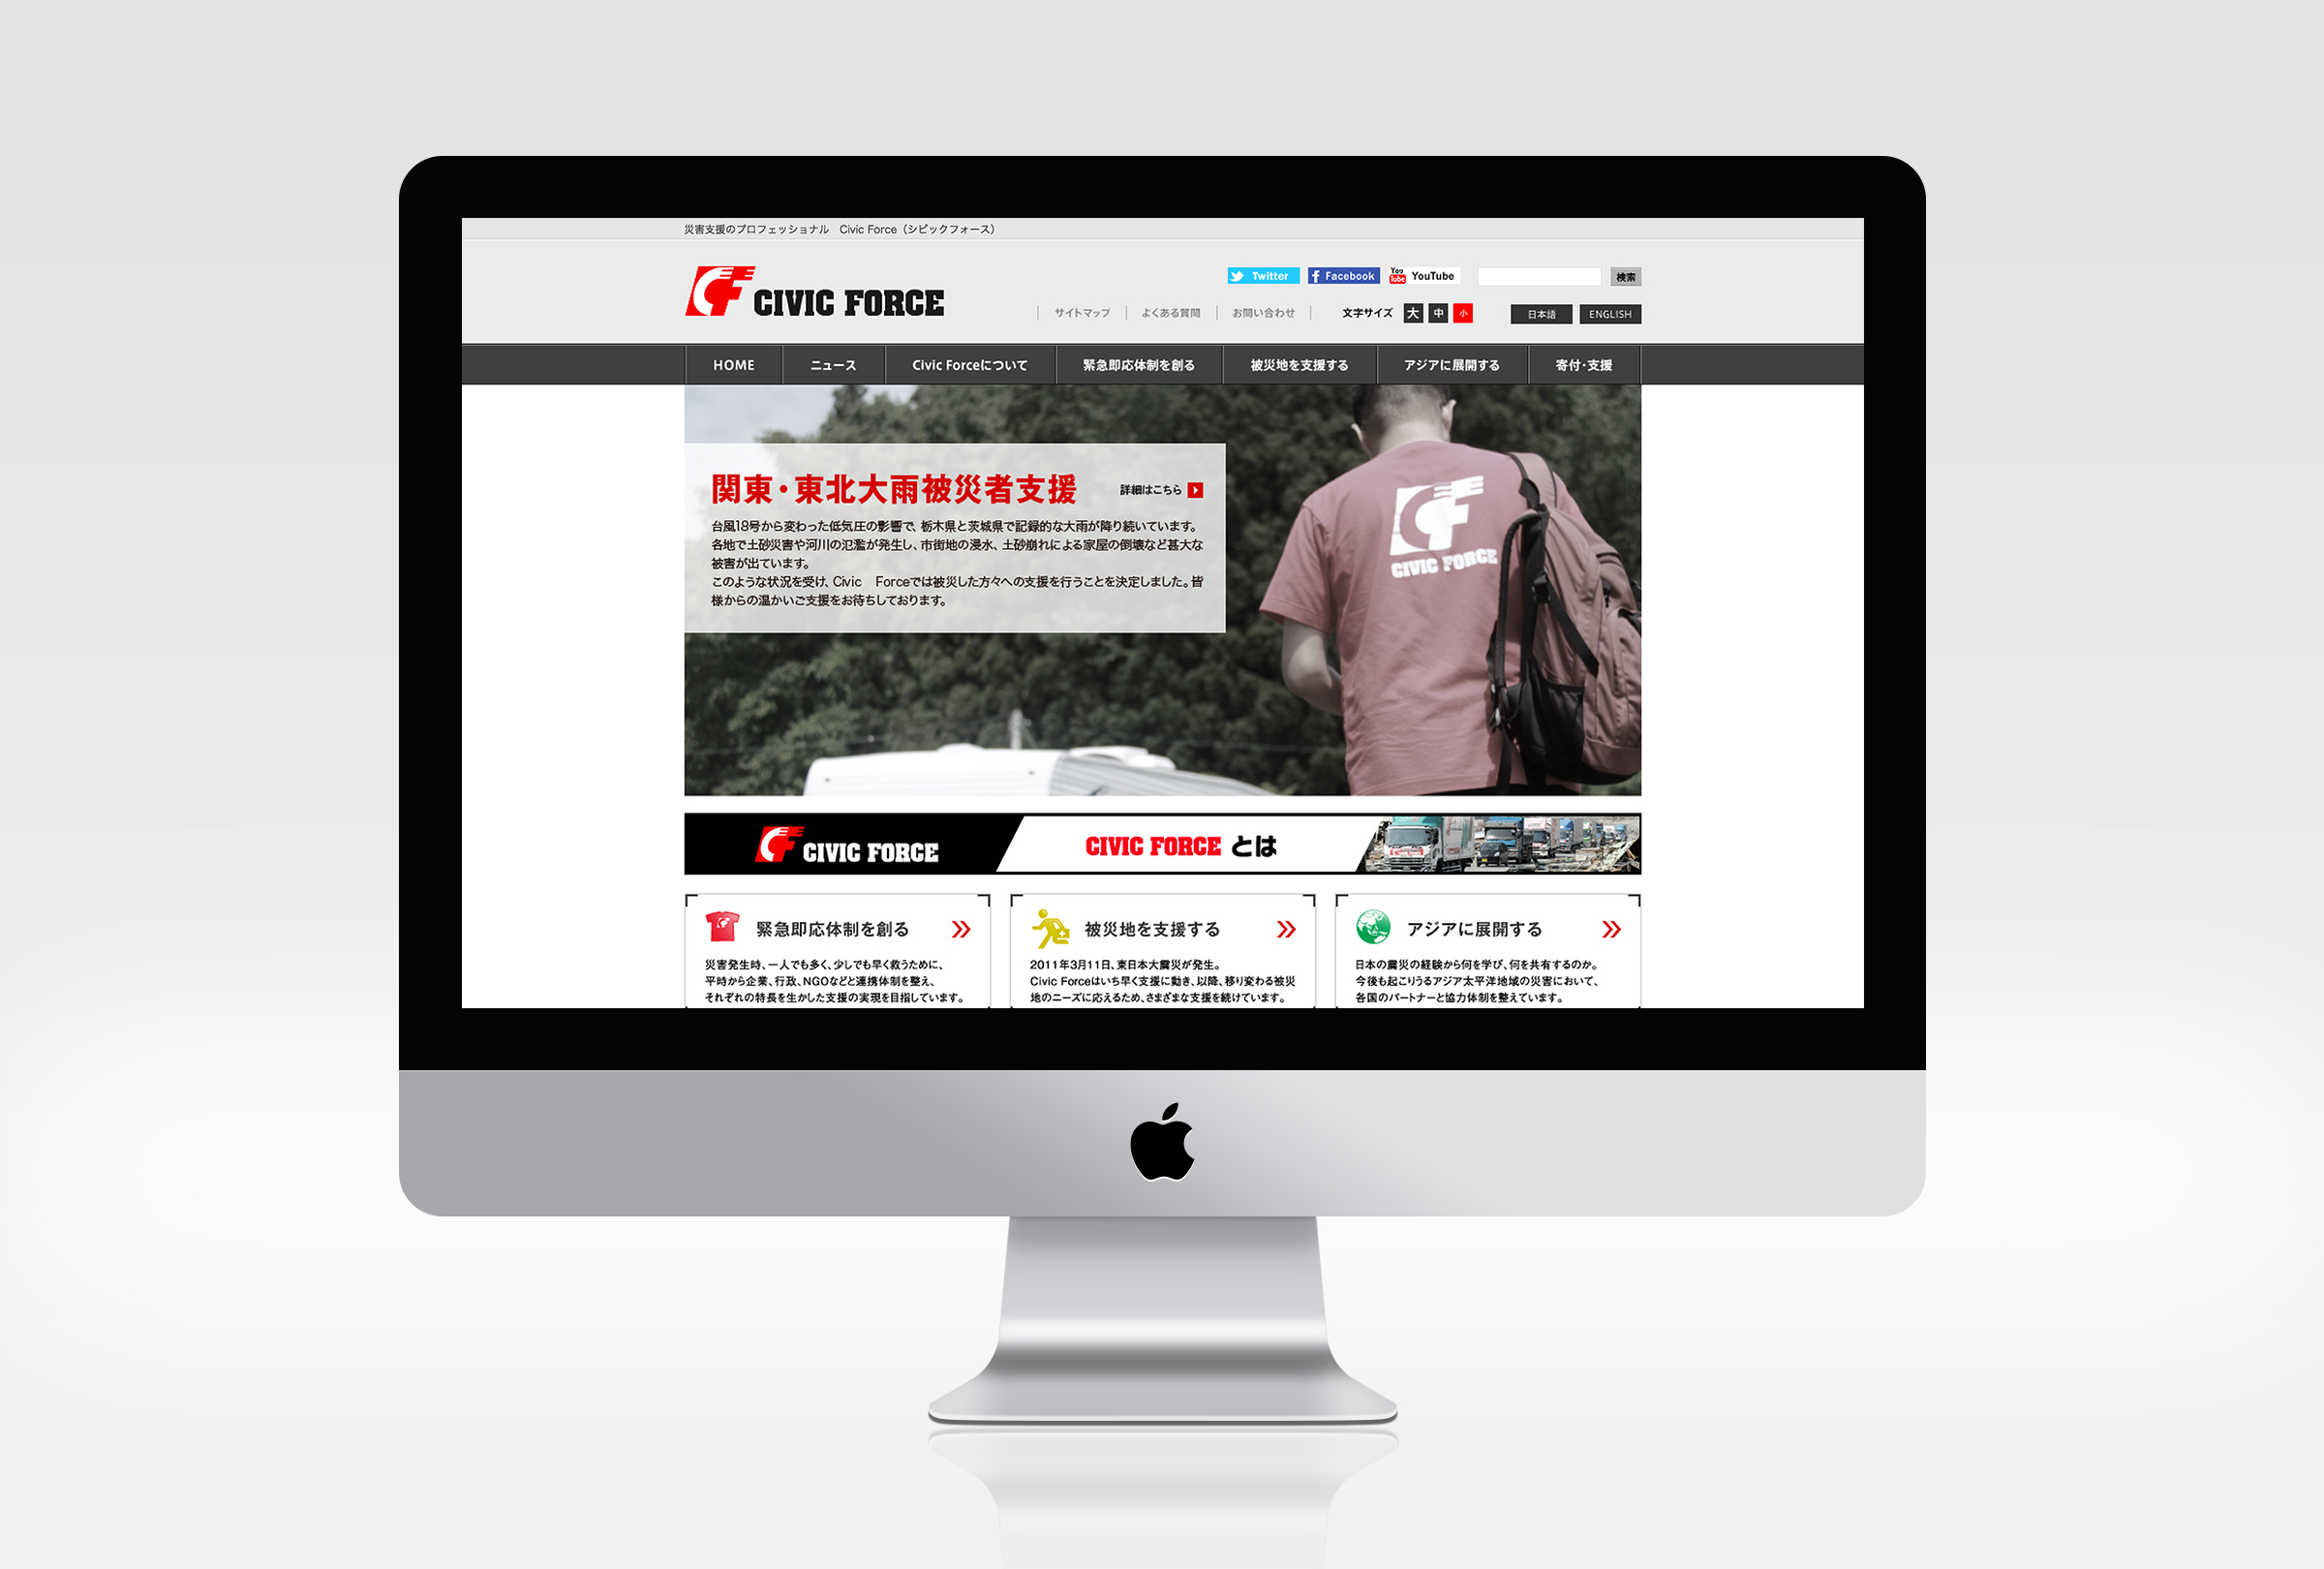 災害支援のプロフェッショナル　Civic Force（シビックフォース）
CIVIC FORCE
Twitter
Facebook
You Tube YouTube
検索
サイトマップ
よくある質問
お問い合わせ
文字サイズ 大 中 小
日本語
ENGLISH
HOME
ニュース
Civic Forceについて
緊急即応体制を創る
被災地を支援する
アジアに展開する
寄付・支援
関東・東北大雨被災者支援
詳細はこちら
台風18号から変わった低気圧の影響で、栃木県と茨城県で記録的な大雨が降り続いています。
各地で土砂災害や河川の氾濫が発生し、市街地の浸水、土砂崩れによる家屋の倒壊など甚大な
被害が出ています。
このような状況を受け、Civic　Forceでは被災した方々への支援を行うことを決定しました。皆
様からの温かいご支援をお待ちしております。
CIVIC FORCE
CIVIC FORCE
CIVIC FORCE とは
緊急即応体制を創る
災害発生時、一人でも多く、少しでも早く救うために、
平時から企業、行政、NGOなどと連携体制を整え、
それぞれの特長を生かした支援の実現を目指しています。
被災地を支援する
2011年3月11日、東日本大震災が発生。
Civic Forceはいち早く支援に動き、以降、移り変わる被災
地のニーズに応えるため、さまざまな支援を続けています。
アジアに展開する
日本の震災の経験から何を学び、何を共有するのか。
今後も起こりうるアジア太平洋地域の災害において、
各国のパートナーと協力体制を整えています。